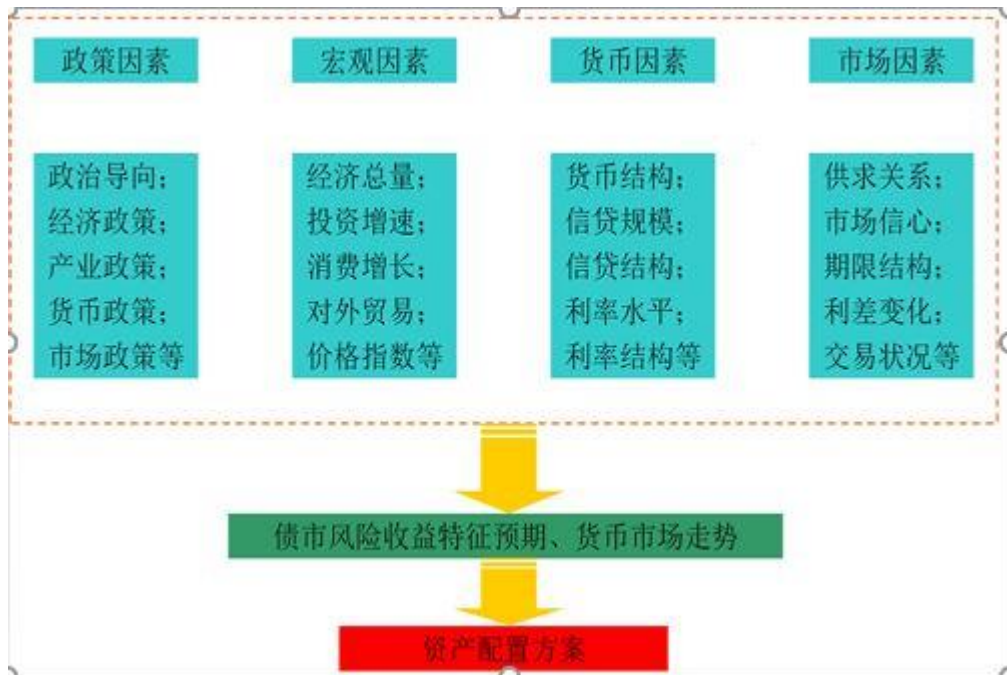 政策因素
宏观因素
货币因素
市场因素
政治导向；
经济政策；
产业政策；
货币政策；
市场政策等
经济总量；
投资增速；
消费增长；
对外贸易；
价格指数等
货币结构；
信贷规模；
信贷结构；
利率水平；
利率结构等
供求关系；
市场信心；
期限结构；
利差变化；
交易状况等
债市风险收益特征预期、货币市场走势
资产配置方案